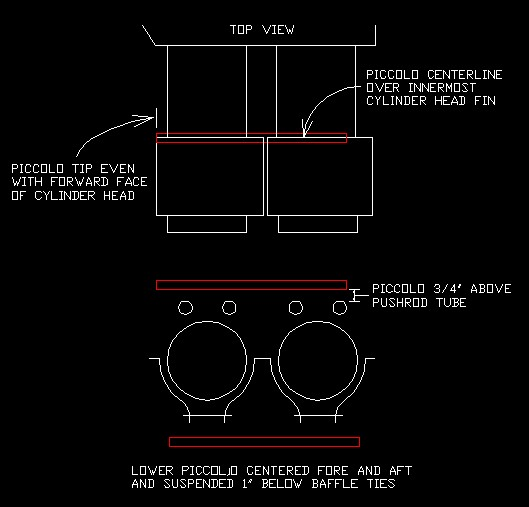 TOP VIEW
PICCOLO CENTERLINE
OVER INNERMOST
CYLINDER HEAD FIN
PICCOLO TIP EVEN
WITH FORWARD FACE
OF CYLINDER HEAD
PICCOLO 3/4" ABOVE
PUSHROD TUBE
LOWER PICCOL,O CENTERED FORE AND AFT
AND SUSPENDED 1" BELOW BAFFLE TIES